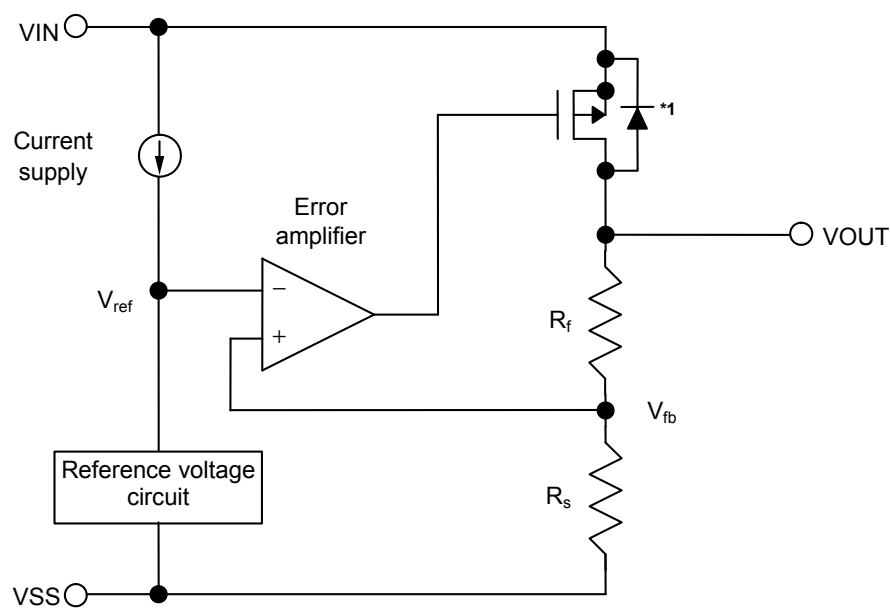 VIN
*1
Current
supply
Error
amplifier
VOUT
Vref
−
+
Rf
Vfb
Reference voltage
circuit
Rs
VSS